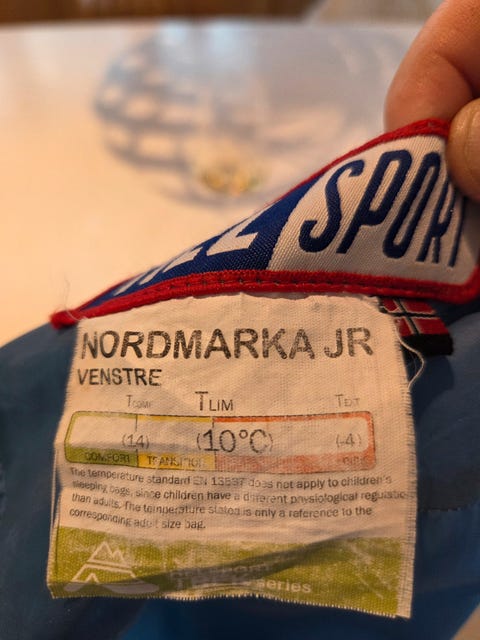 SPORT
NORDMARKA JR
VENSTRE
TCOMF TLIM TEXT
(14) (10°C) (-4)
COMFORT TRANSITION
The temperature standard EN 13537 does not apply to children's
sleeping bags, since children have a different physiological regulation
than adults. The temperature stated is only a reference to the
corresponding adult size bag.
series